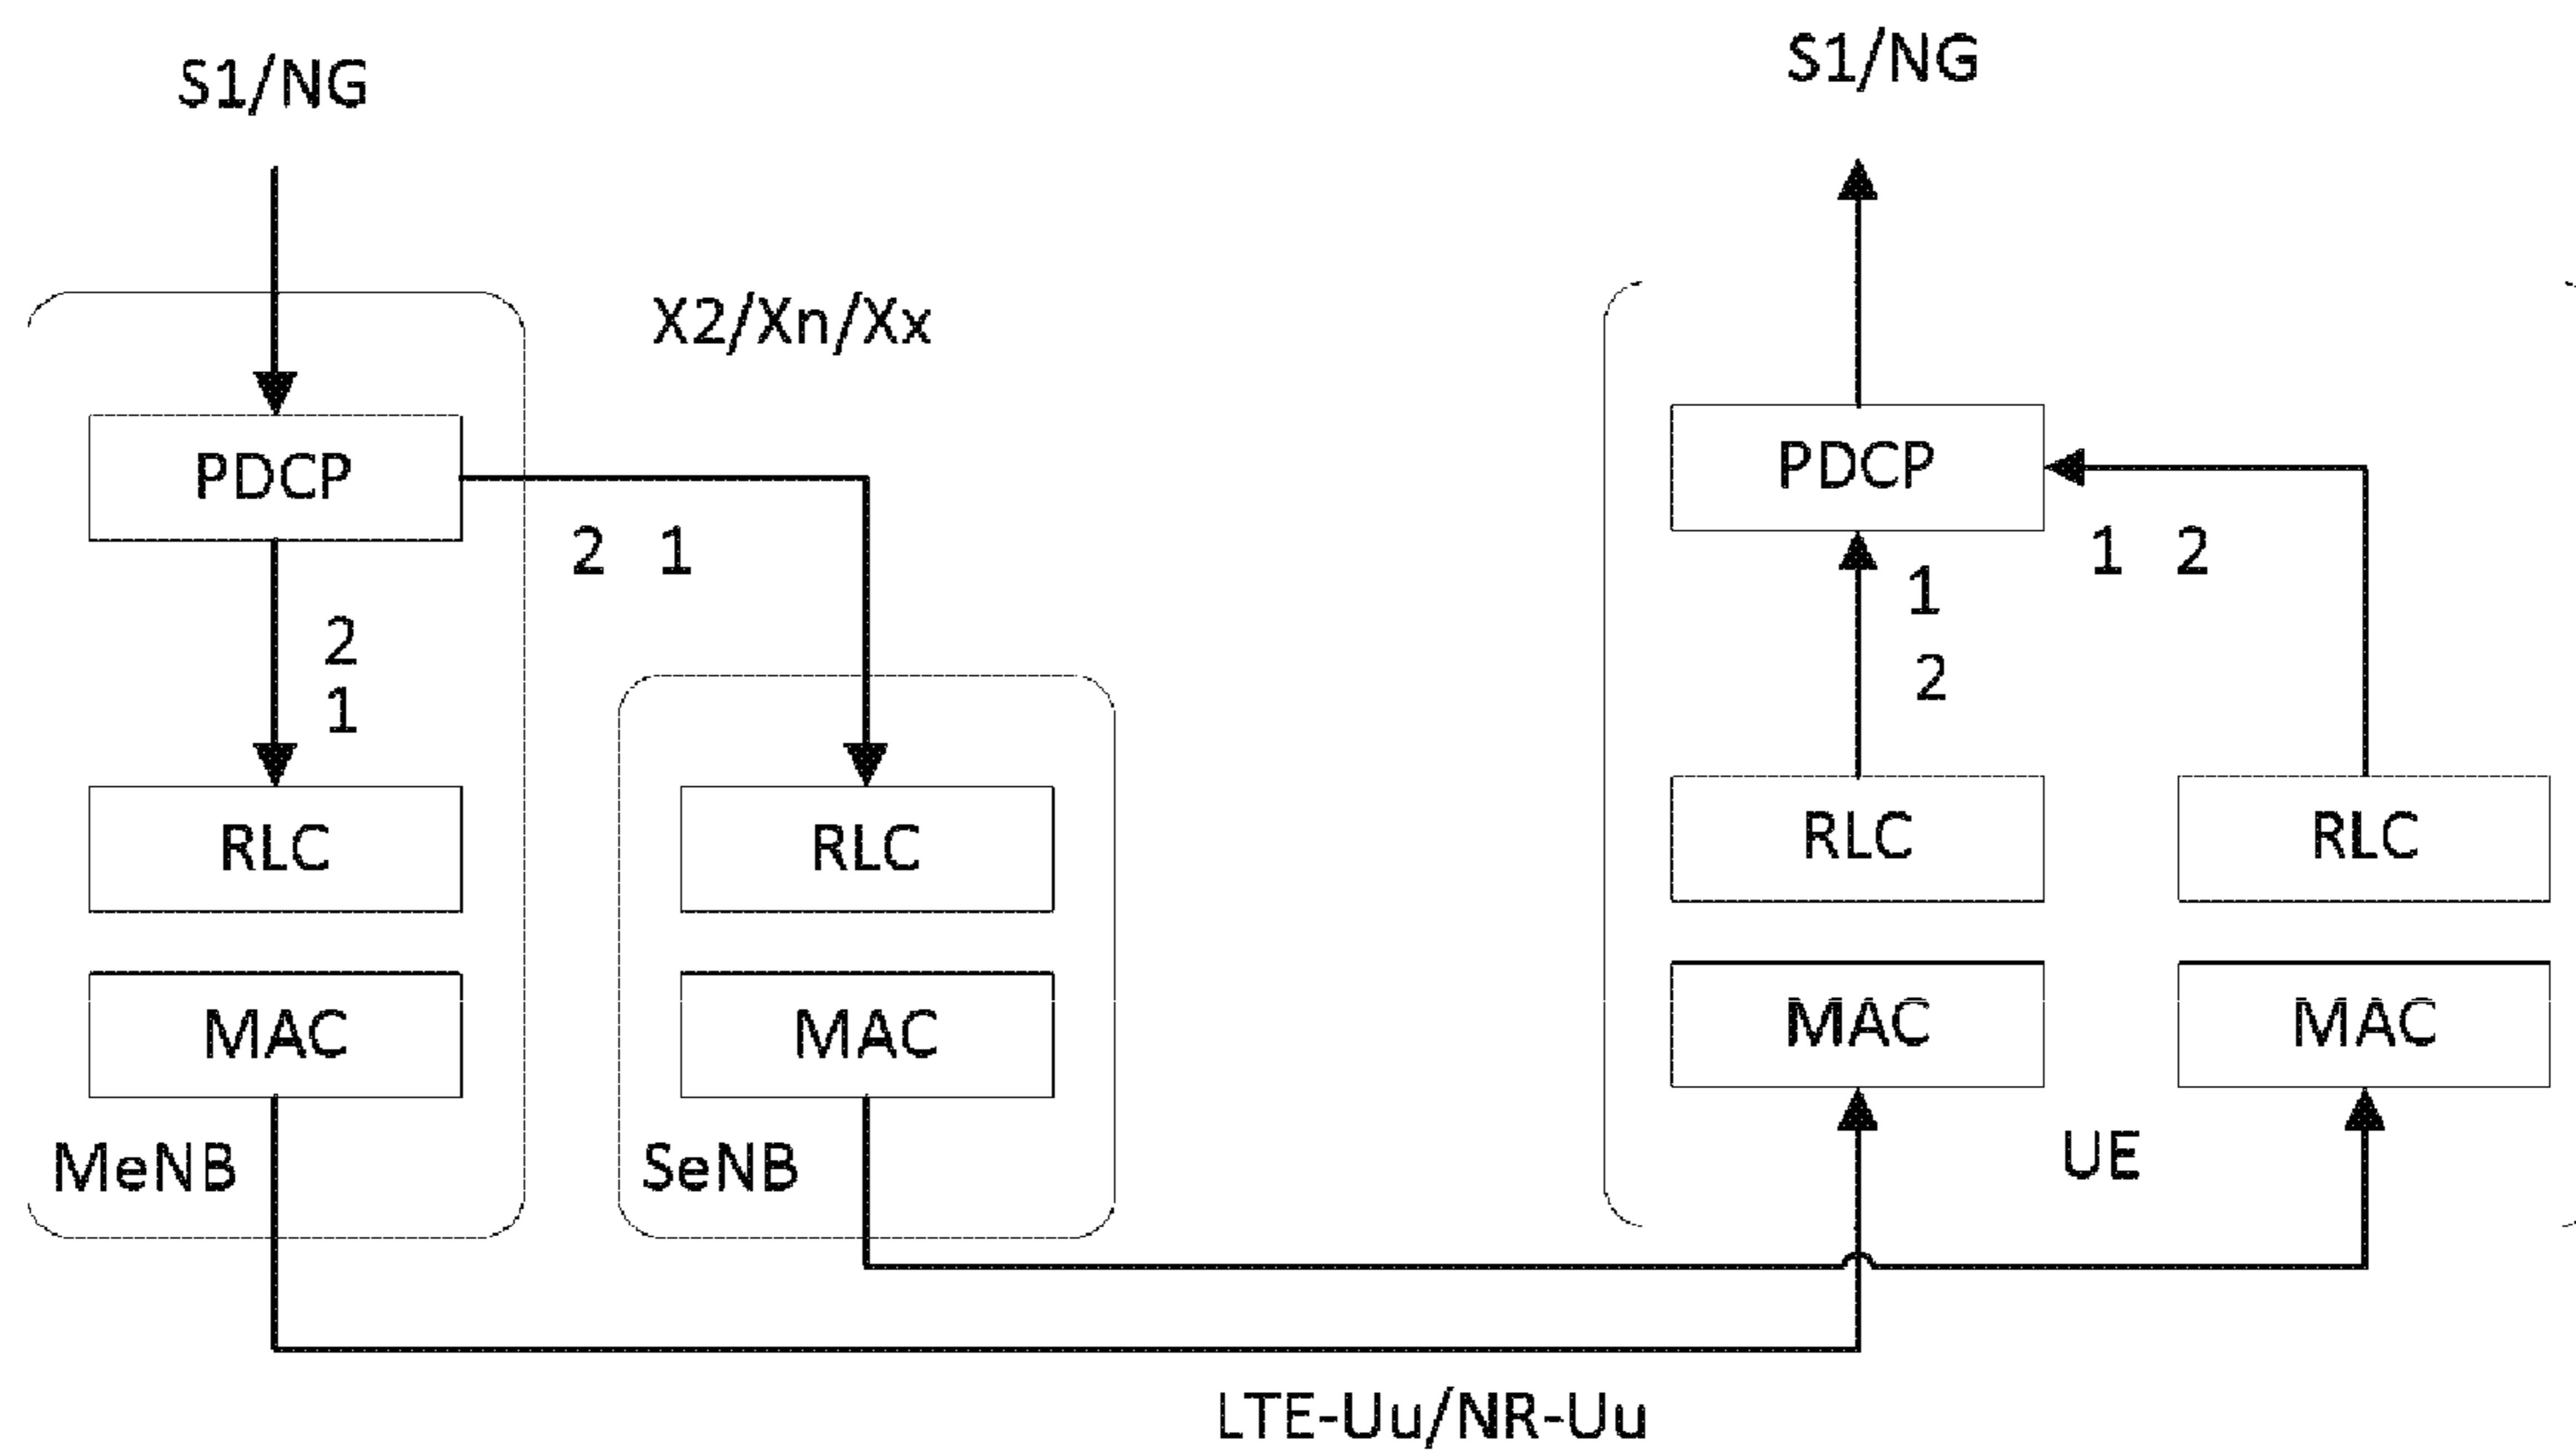 S1/NG
S1/NG
X2/Xn/Xx
PDCP
PDCP
2 1
1 2
1
2
2
1
RLC
RLC
RLC
RLC
MAC
MAC
MAC
MAC
MeNB
SeNB
UE
LTE-Uu/NR-Uu